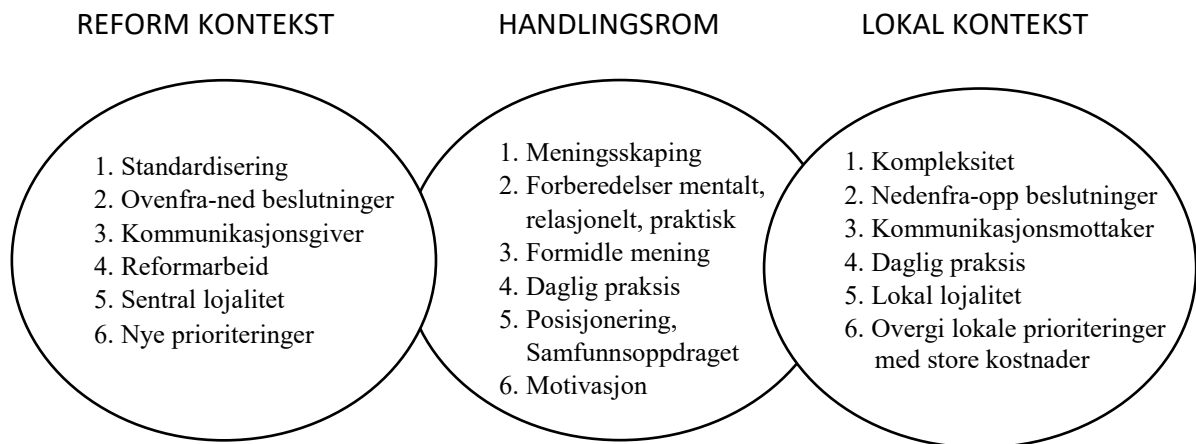 REFORM KONTEKST
HANDLINGSROM
LOKAL KONTEKST
1. Standardisering
2. Ovenfra-ned beslutninger
3. Kommunikasjonsgiver
4. Reformarbeid
5. Sentral lojalitet
6. Nye prioriteringer
1. Meningsskaping
2. Forberedelser mentalt,
relasjonelt, praktisk
3. Formidle mening
4. Daglig praksis
5. Posisjonering,
Samfunnsoppdraget
6. Motivasjon
1. Kompleksitet
2. Nedenfra-opp beslutninger
3. Kommunikasjonsmottaker
4. Daglig praksis
5. Lokal lojalitet
6. Overgi lokale prioriteringer
med store kostnader